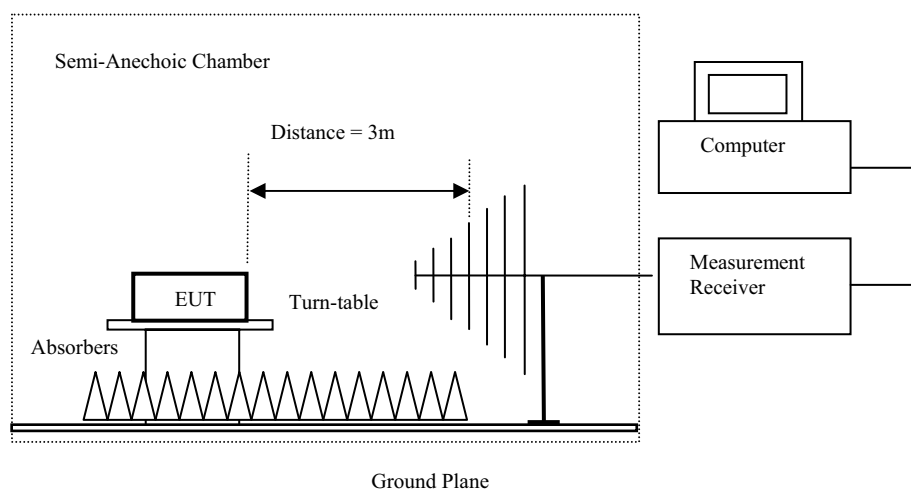 Semi-Anechoic Chamber
Distance = 3m
Computer
Measurement
Receiver
EUT
Turn-table
Absorbers
Ground Plane